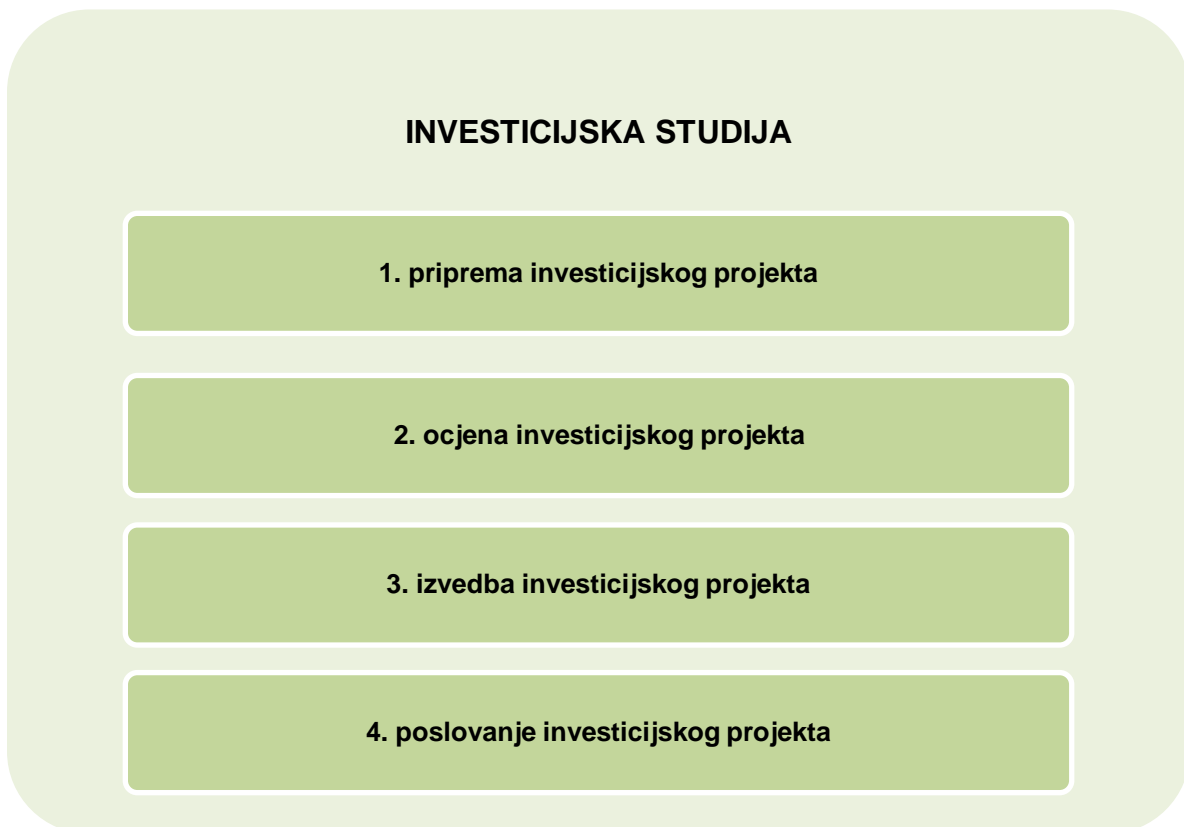 INVESTICIJSKA STUDIJA
1. priprema investicijskog projekta
2. ocjena investicijskog projekta
3. izvedba investicijskog projekta
4. poslovanje investicijskog projekta